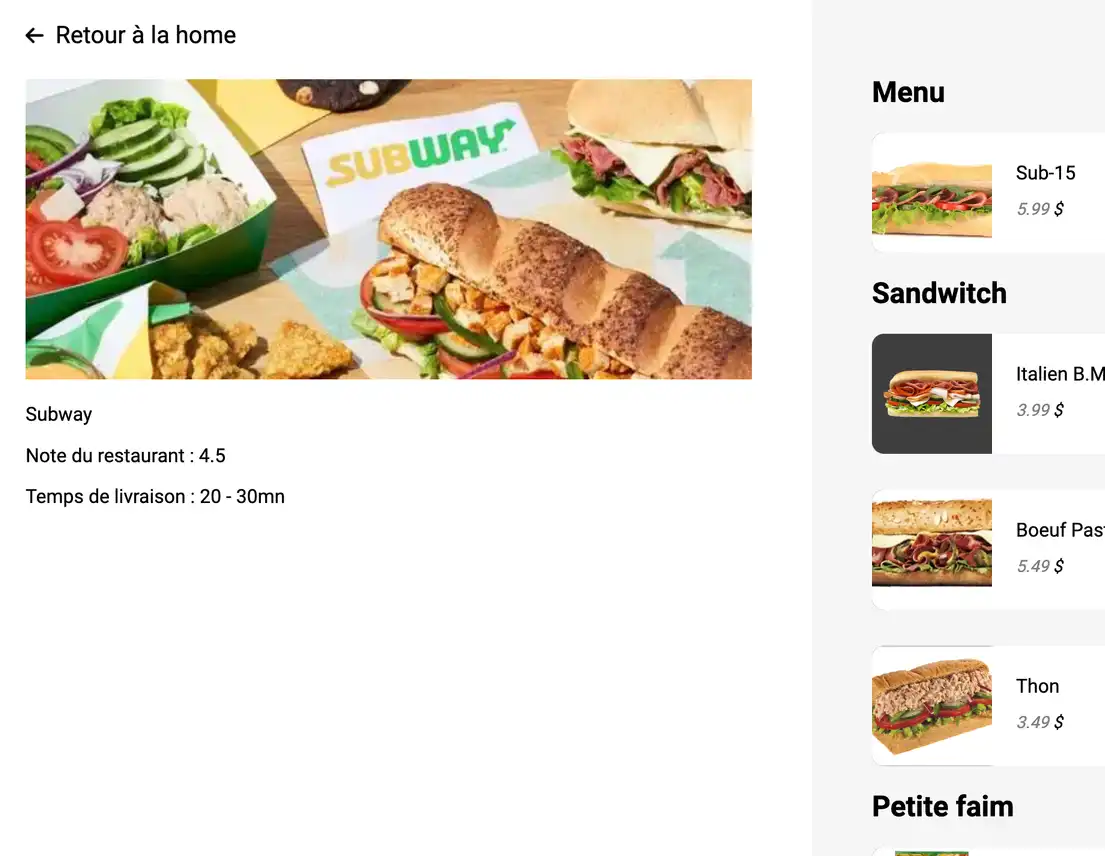 ← Retour à la home
SUBWAY
Subway
Note du restaurant : 4.5
Temps de livraison : 20 - 30mn
Menu
Sub-15
5.99 $
Sandwitch
Italien B.M
3.99 $
Boeuf Past
5.49 $
Thon
3.49 $
Petite faim